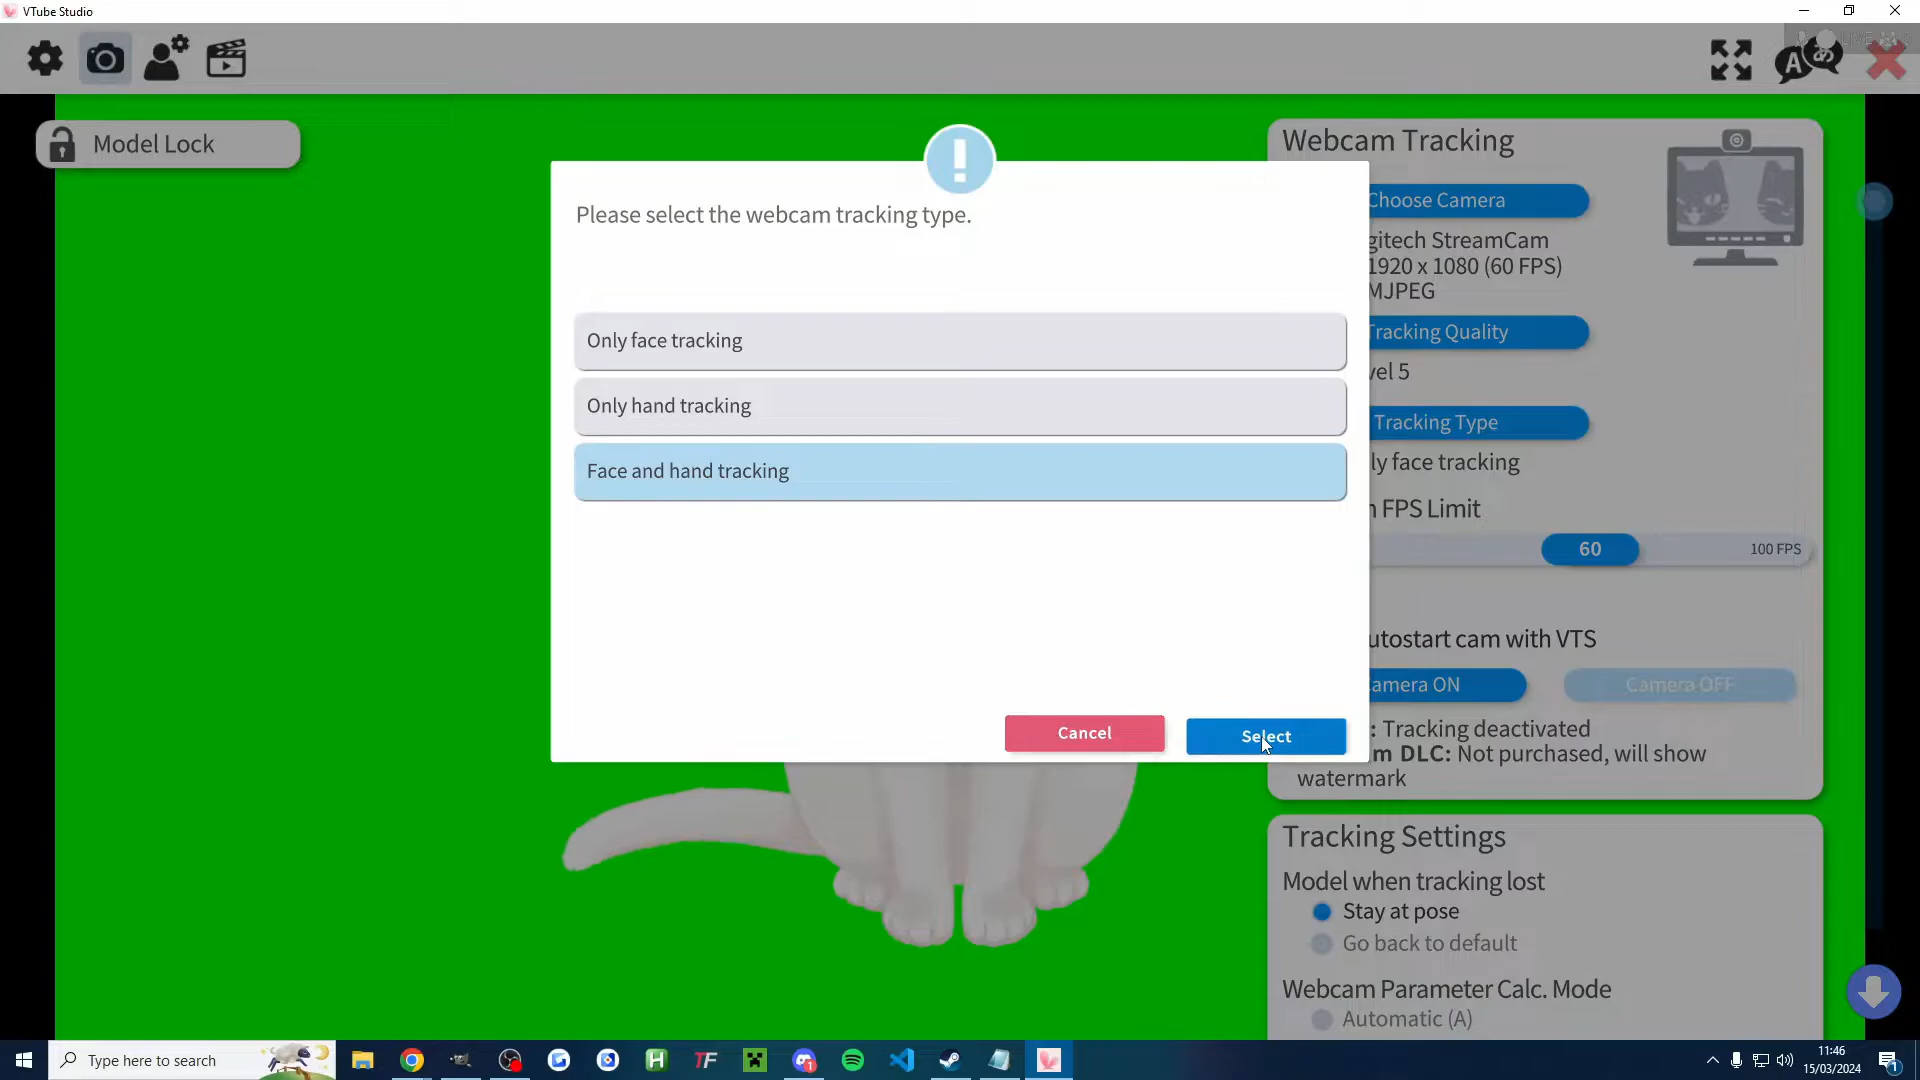 VTube Studio
LIVE
Model Lock
Please select the webcam tracking type.
Only face tracking
Only hand tracking
Face and hand tracking
Cancel
Select
Webcam Tracking
Choose Camera
gitech StreamCam
1920 x 1080 (60 FPS)
MJPEG
Tracking Quality
vel 5
Tracking Type
ly face tracking
FPS Limit
60
100 FPS
utostart cam with VTS
amera ON
Camera OFF
: Tracking deactivated
m DLC: Not purchased, will show
watermark
Tracking Settings
Model when tracking lost
Stay at pose
Go back to default
Webcam Parameter Calc. Mode
Automatic (A)
Type here to search
TF
11:46
15/03/2024